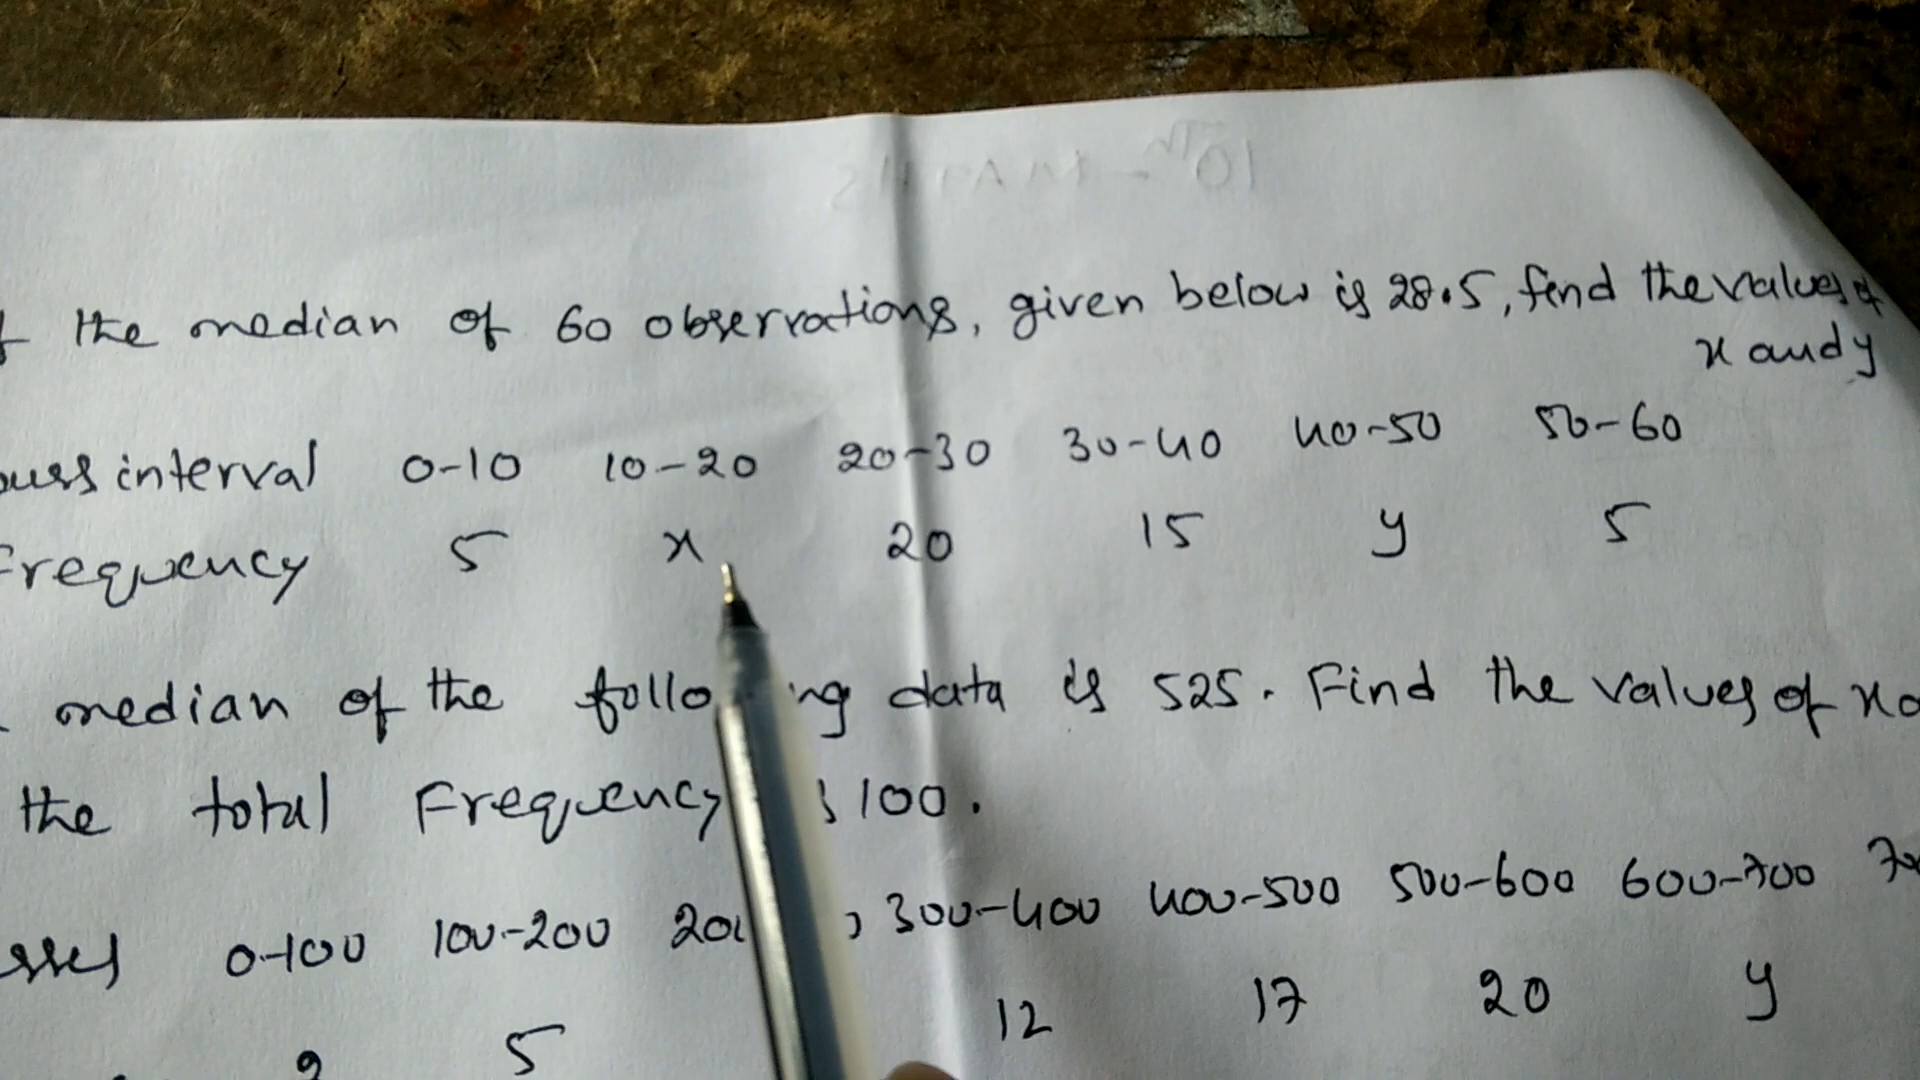 the median of 60 observations, given below is 28.5, find the values of
x and y
interval 0-10 10-20 20-30 30-40 40-50 50-60
Frequency 5 x 20 15 y 5
median of the following data is 525. Find the values of x
the total Frequency is 100.
0-100 100-200 300-400 400-500 500-600 600-700
5 12 17 20 y